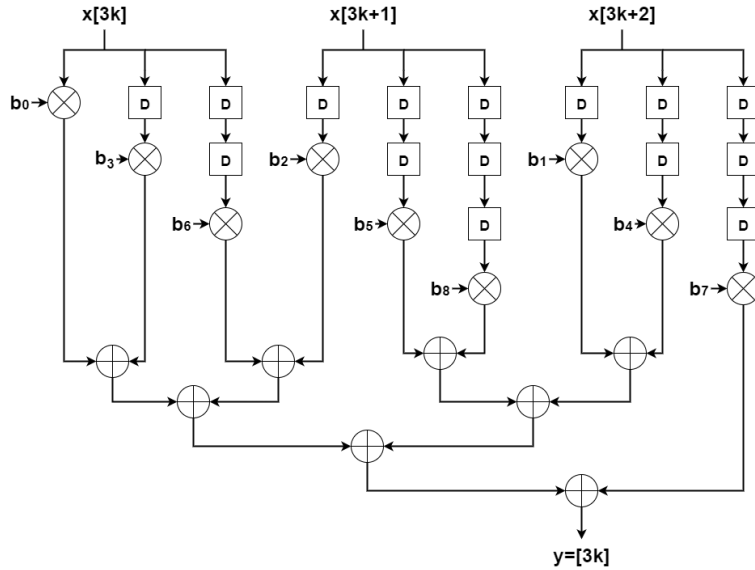 x[3k] x[3k+1] x[3k+2]
b₀ D D D D D D D D
b₃ D b₂ D D b₁ D D
b₆ b₅ D b₄ D
b₈ b₇
y=[3k]